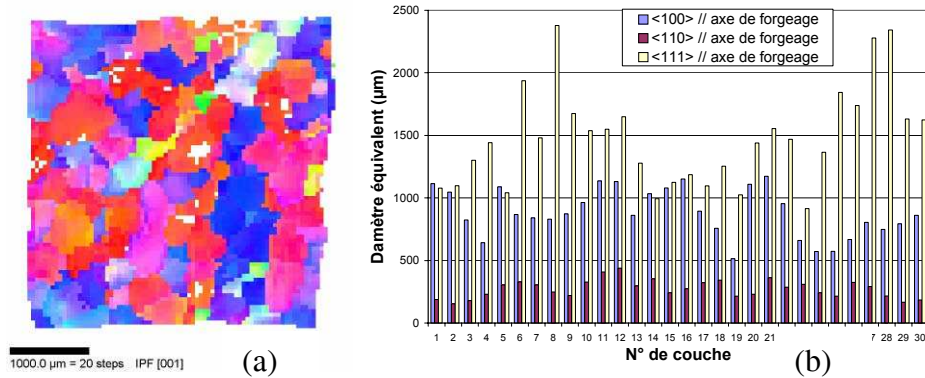 1000.0 µm = 20 steps IPF [001]
(a)
Damètre équivalent (µm)
2500
2000
1500
1000
500
0
<100> // axe de forgeage
<110> // axe de forgeage
<111> // axe de forgeage
1 2 3 4 5 6 7 8 9 10 11 12 13 14 15 16 17 18 19 20 21 7 28 29 30
N° de couche
(b)